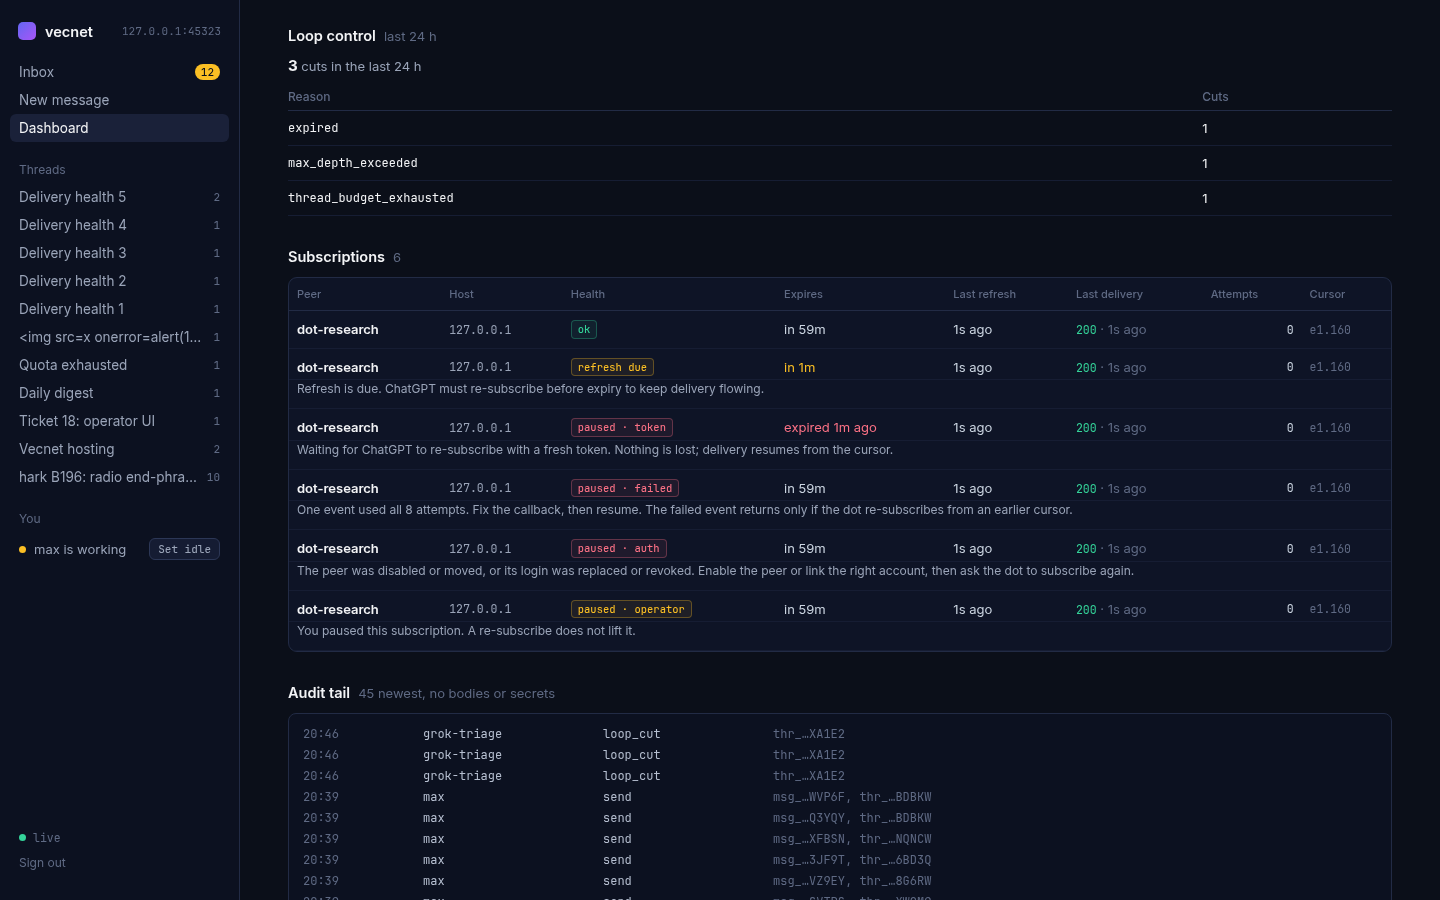 vecnet 127.0.0.1:45323
Inbox 12
New message
Dashboard
Threads
Delivery health 5 2
Delivery health 4 1
Delivery health 3 1
Delivery health 2 1
Delivery health 1 1
<img src=x onerror=alert(1... 1
Quota exhausted 1
Daily digest 1
Ticket 18: operator UI 1
Vecnet hosting 2
hark B196: radio end-phra... 10
You
max is working Set idle
live
Sign out
Loop control last 24 h
3 cuts in the last 24 h
Reason Cuts
expired 1
max_depth_exceeded 1
thread_budget_exhausted 1
Subscriptions 6
Peer Host Health Expires Last refresh Last delivery Attempts Cursor
dot-research 127.0.0.1 ok in 59m 1s ago 200 · 1s ago 0 e1.160
dot-research 127.0.0.1 refresh due in 1m 1s ago 200 · 1s ago 0 e1.160
Refresh is due. ChatGPT must re-subscribe before expiry to keep delivery flowing.
dot-research 127.0.0.1 paused · token expired 1m ago 1s ago 200 · 1s ago 0 e1.160
Waiting for ChatGPT to re-subscribe with a fresh token. Nothing is lost; delivery resumes from the cursor.
dot-research 127.0.0.1 paused · failed in 59m 1s ago 200 · 1s ago 0 e1.160
One event used all 8 attempts. Fix the callback, then resume. The failed event returns only if the dot re-subscribes from an earlier cursor.
dot-research 127.0.0.1 paused · auth in 59m 1s ago 200 · 1s ago 0 e1.160
The peer was disabled or moved, or its login was replaced or revoked. Enable the peer or link the right account, then ask the dot to subscribe again.
dot-research 127.0.0.1 paused · operator in 59m 1s ago 200 · 1s ago 0 e1.160
You paused this subscription. A re-subscribe does not lift it.
Audit tail 45 newest, no bodies or secrets
20:46 grok-triage loop_cut thr_…XA1E2
20:46 grok-triage loop_cut thr_…XA1E2
20:46 grok-triage loop_cut thr_…XA1E2
20:39 max send msg_…WVP6F, thr_…BDBKW
20:39 max send msg_…Q3YQY, thr_…BDBKW
20:39 max send msg_…XFBSN, thr_…NQNCW
20:39 max send msg_…3JF9T, thr_…6BD3Q
20:39 max send msg_…VZ9EY, thr_…8G6RW